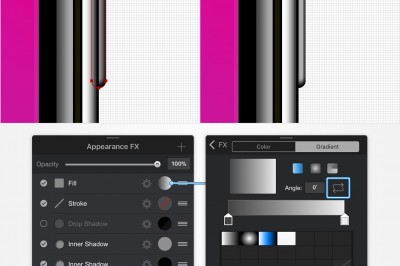 Appearance FX
Opacity 100%
Fill
Stroke
Drop Shadow
Inner Shadow
Inner Shadow
FX Color Gradient
Angle: 0°